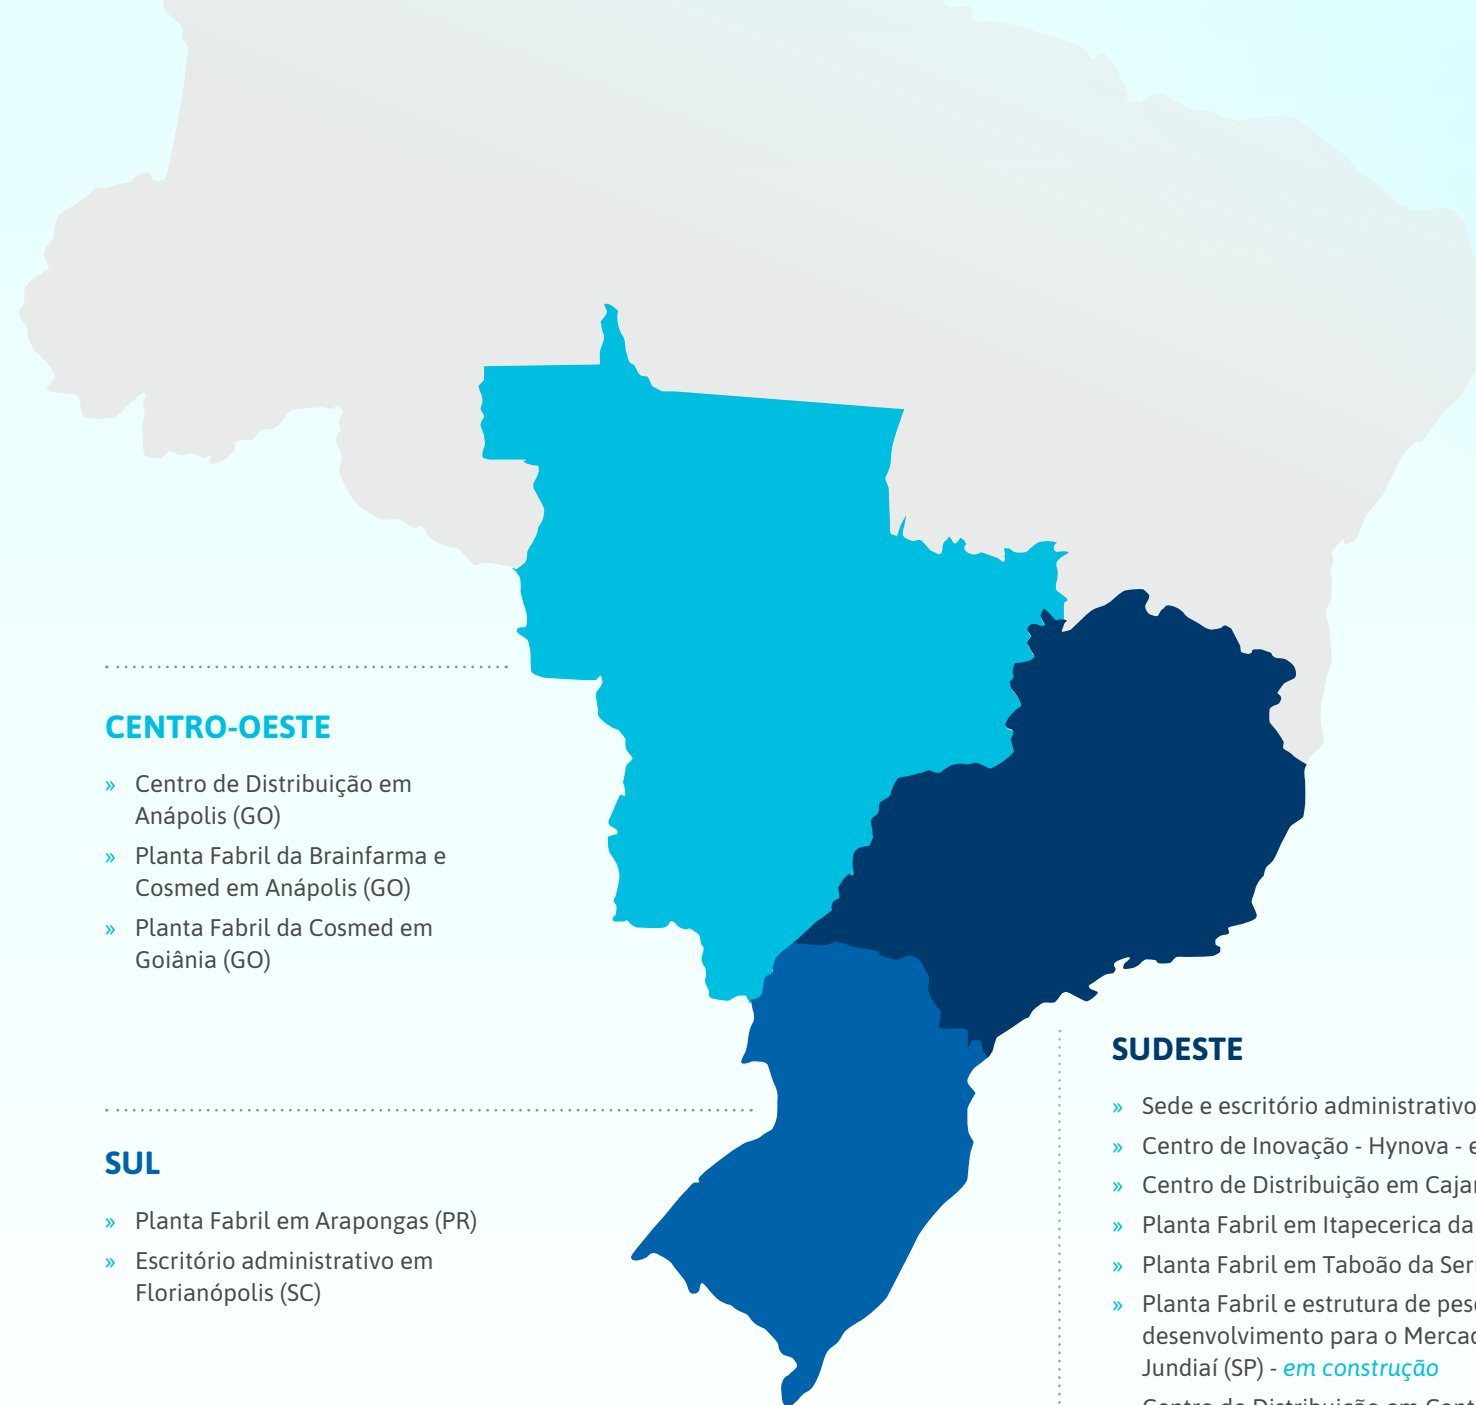 CENTRO-OESTE
» Centro de Distribuição em
Anápolis (GO)
» Planta Fabril da Brainfarma e
Cosmed em Anápolis (GO)
» Planta Fabril da Cosmed em
Goiânia (GO)
SUL
» Planta Fabril em Arapongas (PR)
» Escritório administrativo em
Florianópolis (SC)
SUDESTE
» Sede e escritório administrativo
» Centro de Inovação - Hynova -
» Centro de Distribuição em
» Planta Fabril em Itapecerica da
» Planta Fabril em Taboão da
» Planta Fabril e estrutura de
desenvolvimento para o
Jundiaí (SP) - em construção